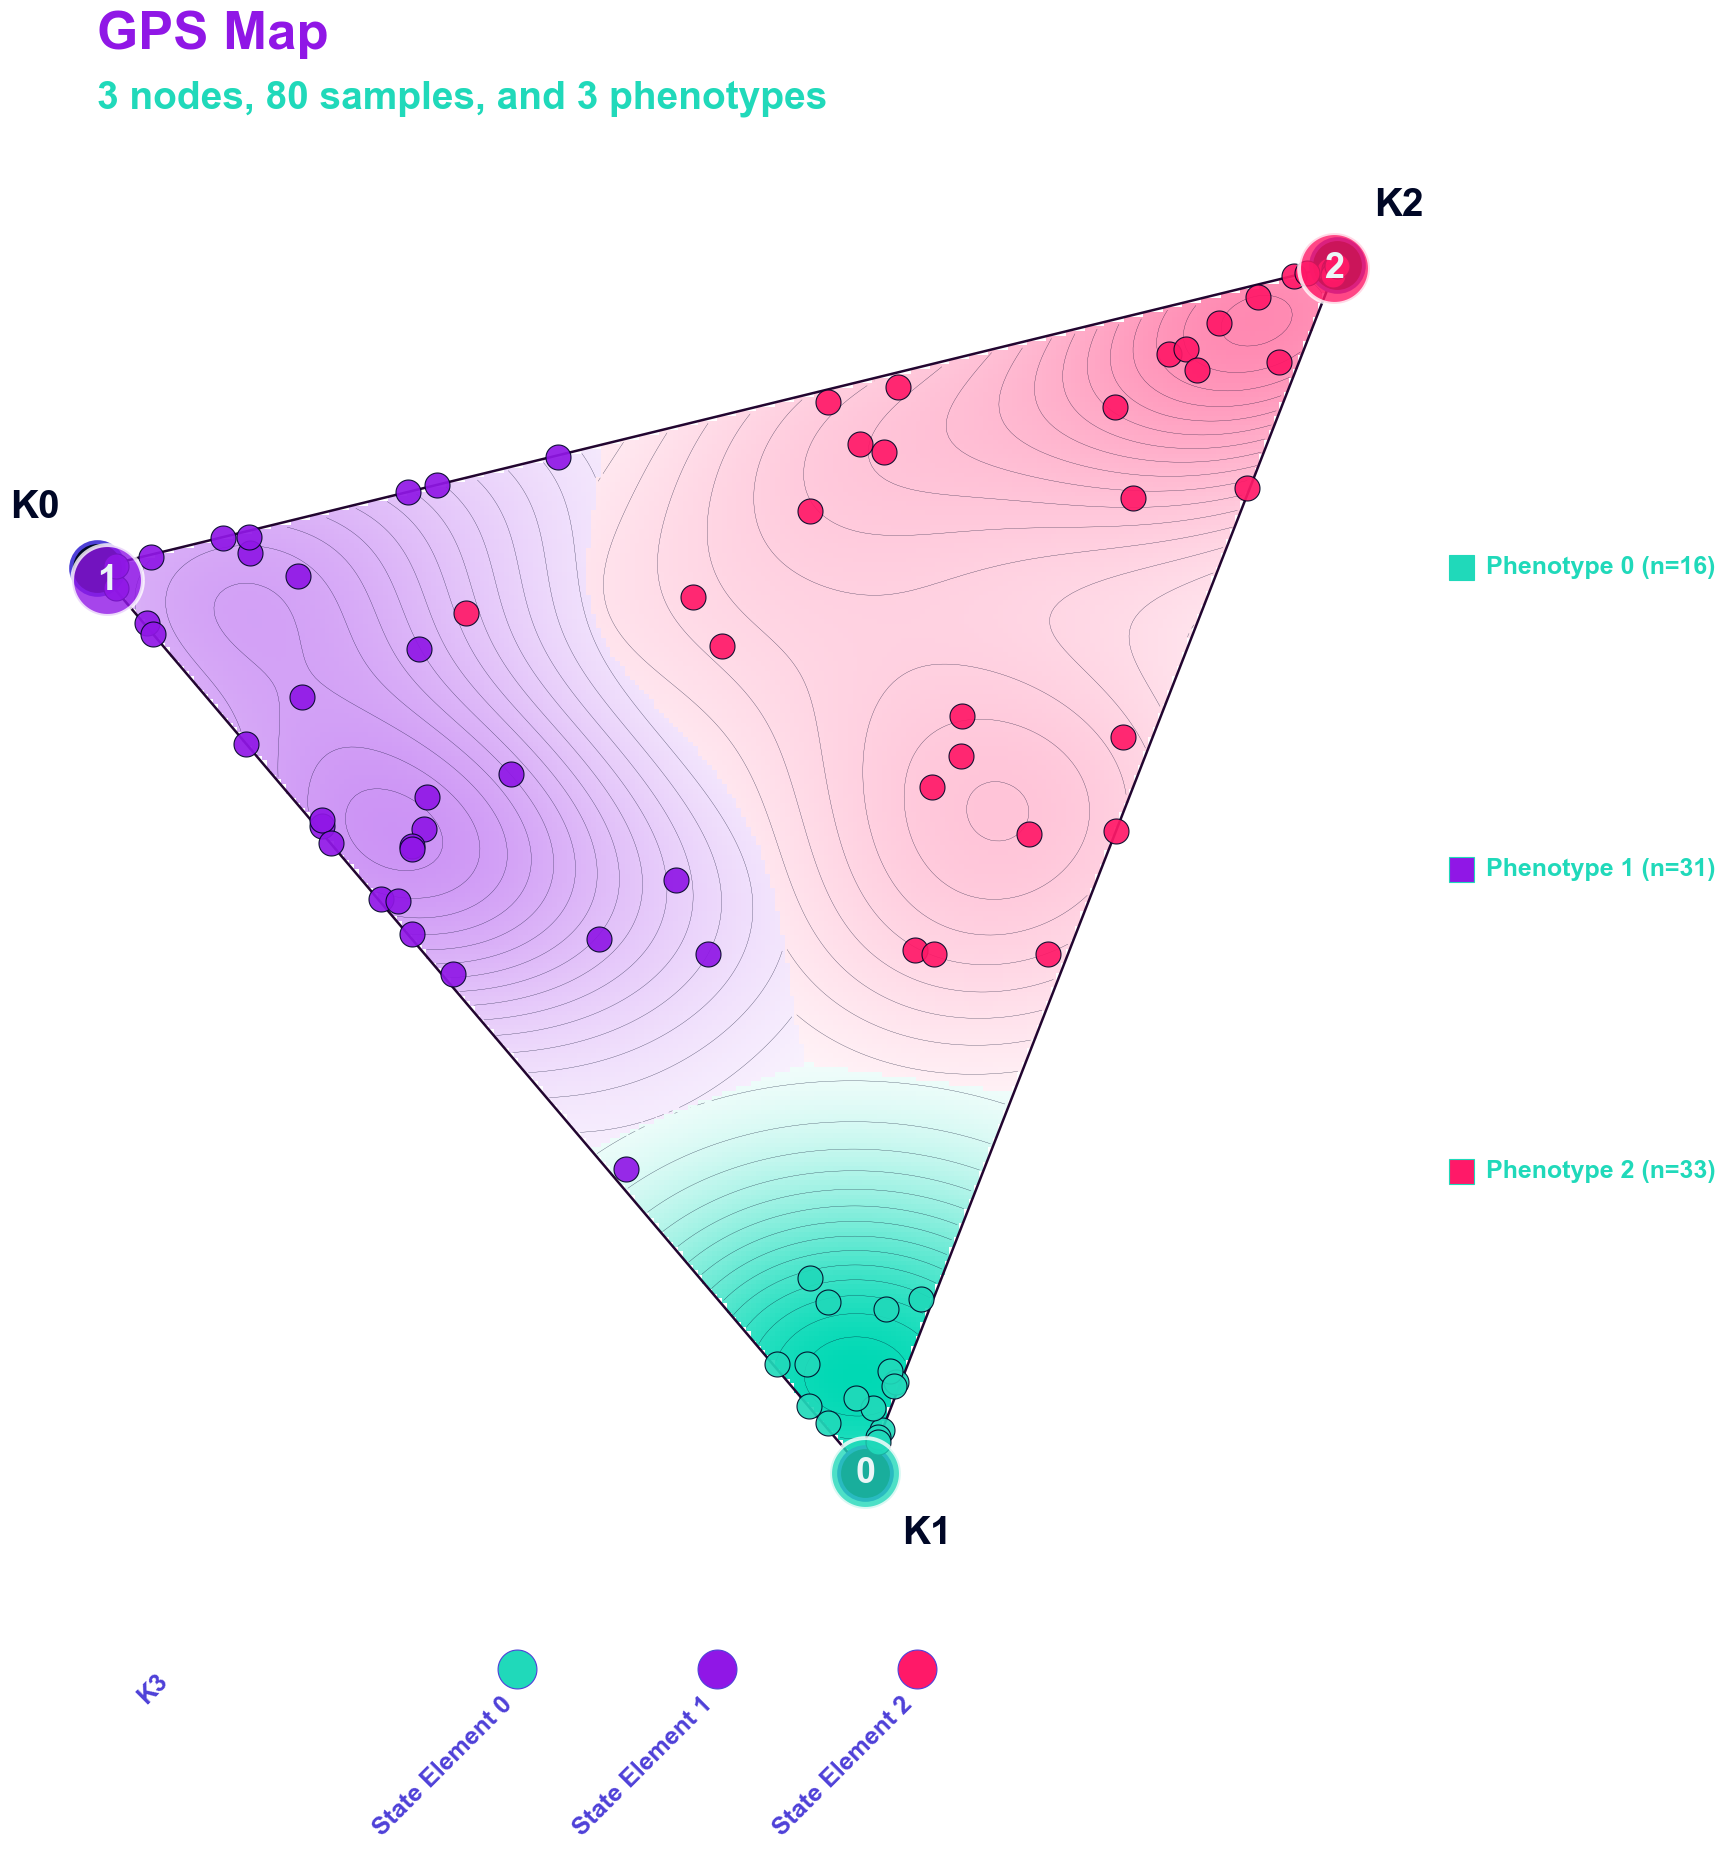 GPS Map
3 nodes, 80 samples, and 3 phenotypes
K2
K0
1
2
Phenotype 0 (n=16)
Phenotype 1 (n=31)
Phenotype 2 (n=33)
0
K1
K3
State Element 0
State Element 1
State Element 2